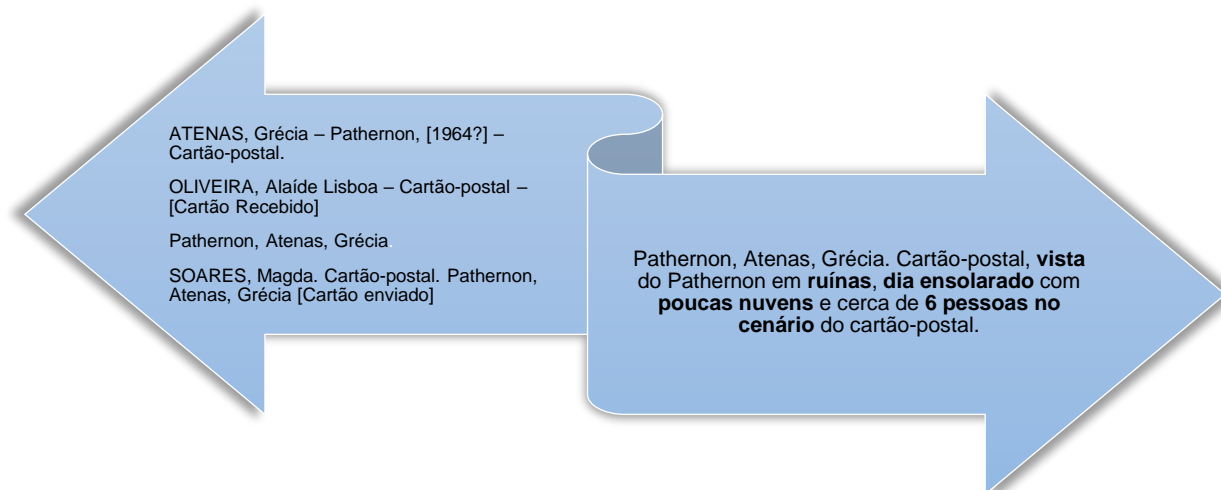 ATENAS, Grécia – Pathernon, [1964?] –
Cartão-postal.
OLIVEIRA, Alaíde Lisboa – Cartão-postal –
[Cartão Recebido]
Pathernon, Atenas, Grécia
SOARES, Magda. Cartão-postal. Pathernon,
Atenas, Grécia [Cartão enviado]
Pathernon, Atenas, Grécia. Cartão-postal, vista
do Pathernon em ruínas, dia ensolarado com
poucas nuvens e cerca de 6 pessoas no
cenário do cartão-postal.